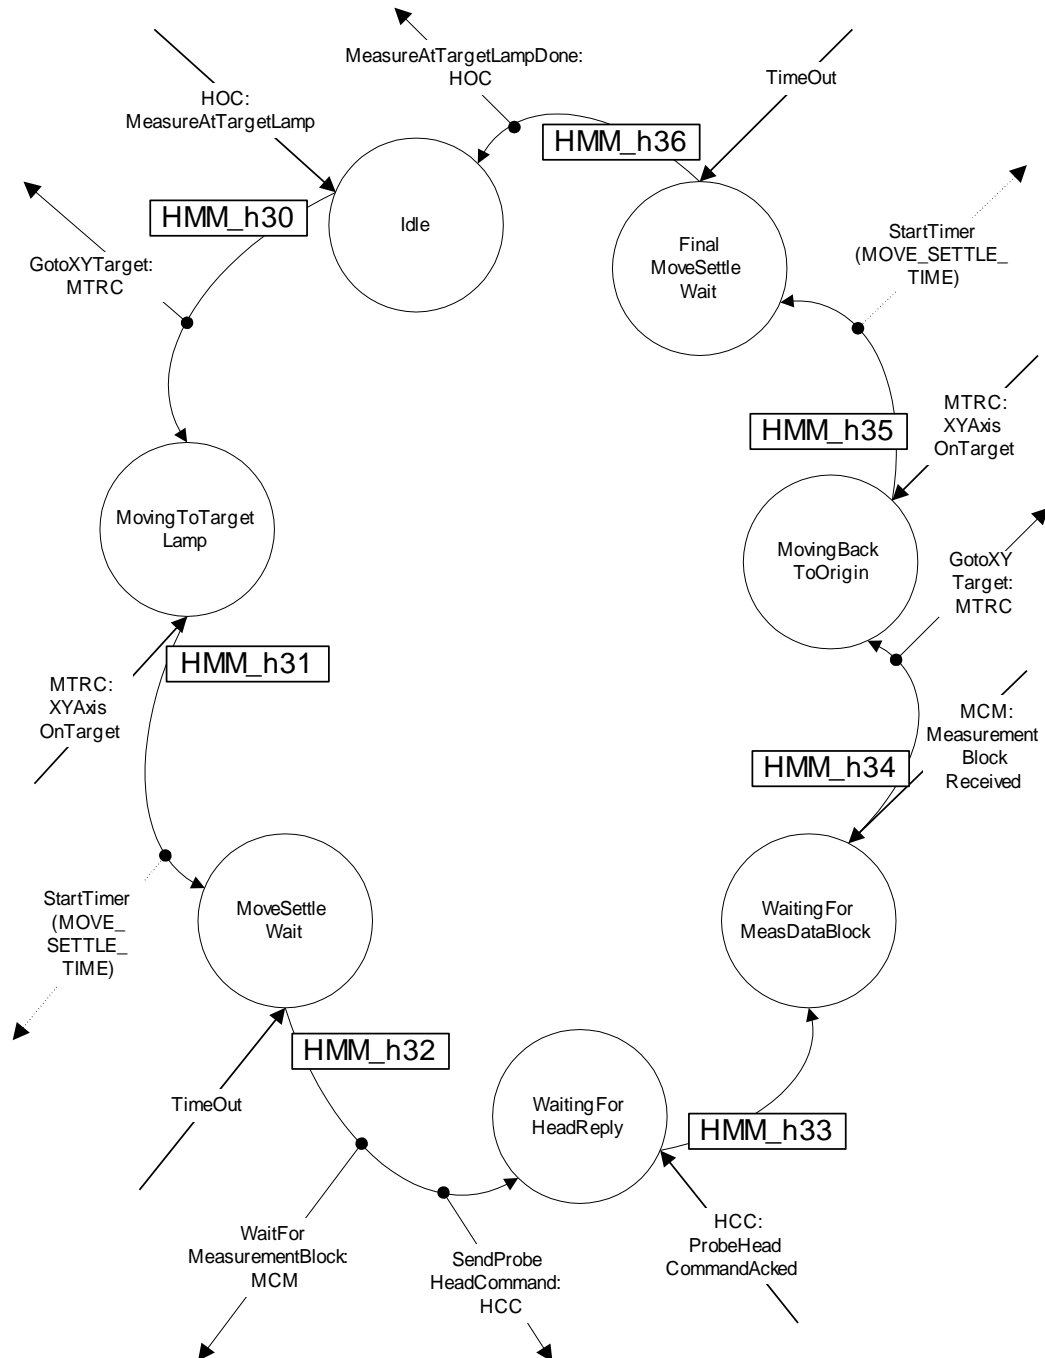 MeasureAtTargetLampDone:
HOC
TimeOut
HOC:
MeasureAtTargetLamp
HMM_h36
HMM_h30
Idle
Final
MoveSettle
Wait
StartTimer
(MOVE_SETTLE_
TIME)
GotoXYTarget:
MTRC
HMM_h35
MTRC:
XYAxis
OnTarget
MovingToTarget
Lamp
MovingBack
ToOrigin
GotoXY
Target:
MTRC
HMM_h31
MTRC:
XYAxis
OnTarget
MCM:
Measurement
Block
Received
HMM_h34
StartTimer
(MOVE_
SETTLE_
TIME)
MoveSettle
Wait
WaitingFor
MeasDataBlock
HMM_h32
TimeOut
WaitingFor
HeadReply
HMM_h33
WaitFor
MeasurementBlock:
MCM
SendProbe
HeadCommand:
HCC
HCC:
ProbeHead
CommandAcked